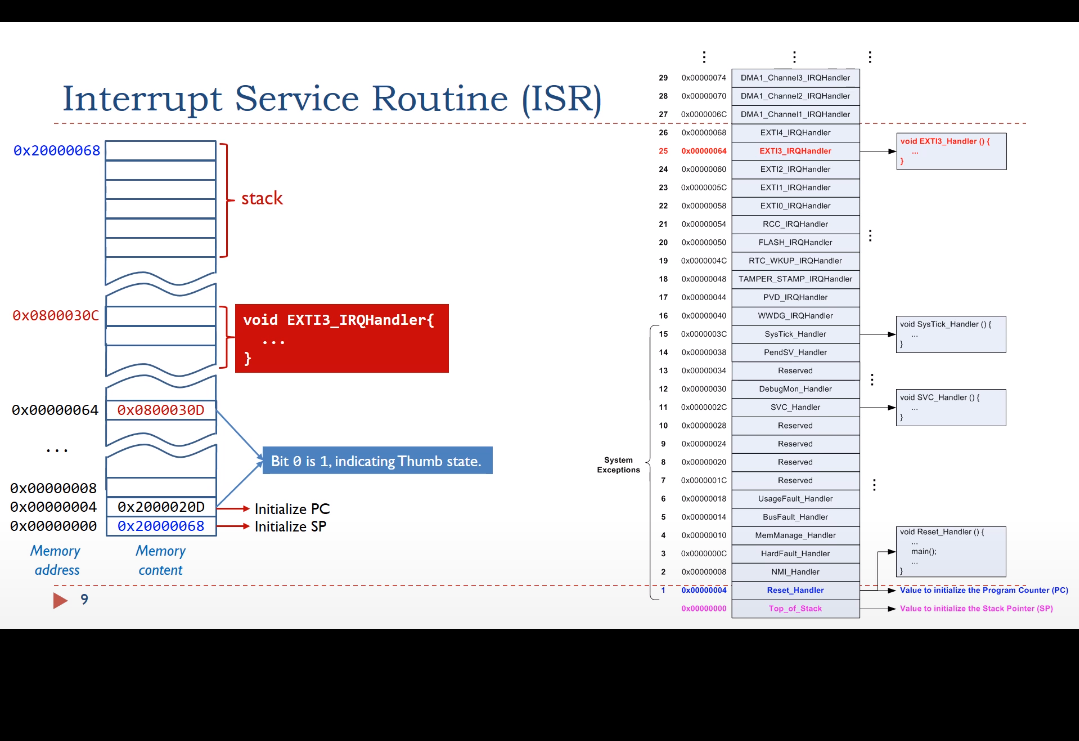 Interrupt Service Routine (ISR)
0x20000068
stack
0x0800030C
void EXTI3_IRQHandler{
...
}
0x00000064 0x0800030D
...
Bit 0 is 1, indicating Thumb state.
0x00000008
0x00000004 0x2000020D Initialize PC
0x00000000 0x20000068 Initialize SP
Memory address
Memory content
9
29 0x00000074 DMA1_Channel3_IRQHandler
28 0x00000070 DMA1_Channel2_IRQHandler
27 0x0000006C DMA1_Channel1_IRQHandler
26 0x00000068 EXTI4_IRQHandler
25 0x00000064 EXTI3_IRQHandler
24 0x00000060 EXTI2_IRQHandler
23 0x0000005C EXTI1_IRQHandler
22 0x00000058 EXTI0_IRQHandler
21 0x00000054 RCC_IRQHandler
20 0x00000050 FLASH_IRQHandler
19 0x0000004C RTC_WKUP_IRQHandler
18 0x00000048 TAMPER_STAMP_IRQHandler
17 0x00000044 PVD_IRQHandler
16 0x00000040 WWDG_IRQHandler
15 0x0000003C SysTick_Handler
14 0x00000038 PendSV_Handler
13 0x00000034 Reserved
12 0x00000030 DebugMon_Handler
11 0x0000002C SVC_Handler
10 0x00000028 Reserved
9 0x00000024 Reserved
8 0x00000020 Reserved
7 0x0000001C Reserved
6 0x00000018 UsageFault_Handler
5 0x00000014 BusFault_Handler
4 0x00000010 MemManage_Handler
3 0x0000000C HardFault_Handler
2 0x00000008 NMI_Handler
1 0x00000004 Reset_Handler
0x00000000 Top_of_Stack
System
Exceptions
void EXTI3_Handler () {
...
}
void SysTick_Handler () {
...
}
void SVC_Handler () {
...
}
void Reset_Handler () {
...
main();
...
}
Value to initialize the Program Counter (PC)
Value to initialize the Stack Pointer (SP)